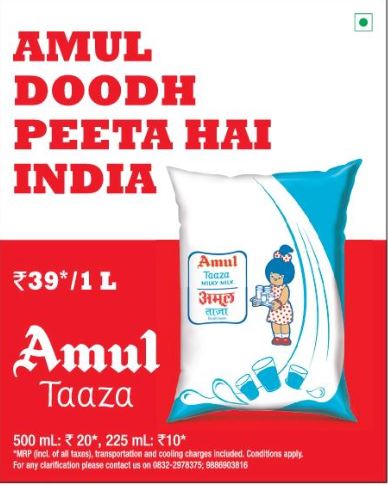 AMUL
DOODH
PEETA HAI
INDIA
₹39*/1 L
Amul
Taaza
MILKY MILK
अमूल
ताज़ा
Amul
Taaza
500 mL: ₹ 20*, 225 mL: ₹10*
*MRP (incl. of all taxes), transportation and cooling charges included. Conditions apply.
For any clarification please contact us on 0832-2978375; 9886903816